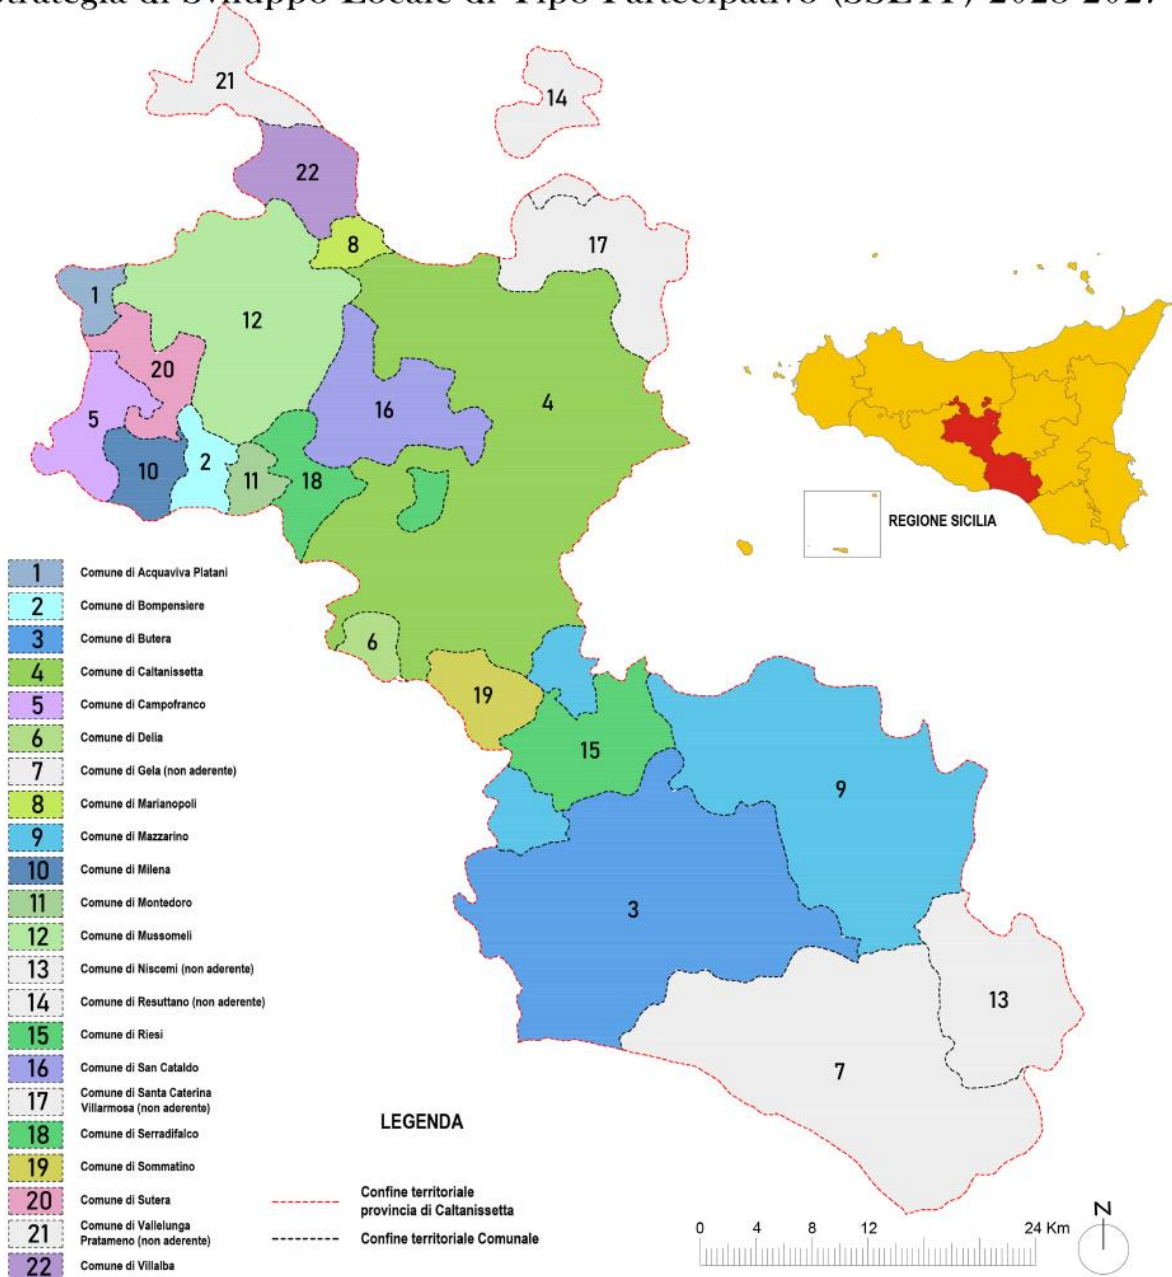 Strategia di Sviluppo Locale di Tipo Partecipativo (SSLTP) 2023-2027
21
14
22
17
8
1
12
20
4
16
5
10
2
11
18
REGIONE SICILIA
6
19
15
9
3
13
7
1 Comune di Acquaviva Platani
2 Comune di Bompensiere
3 Comune di Butera
4 Comune di Caltanissetta
5 Comune di Campofranco
6 Comune di Delia
7 Comune di Gela (non aderente)
8 Comune di Marianopoli
9 Comune di Mazzarino
10 Comune di Milena
11 Comune di Montedoro
12 Comune di Mussomeli
13 Comune di Niscemi (non aderente)
14 Comune di Resuttano (non aderente)
15 Comune di Riesi
16 Comune di San Cataldo
17 Comune di Santa Caterina
Villarmosa (non aderente)
18 Comune di Serradifalco
19 Comune di Sommatino
20 Comune di Sutera
21 Comune di Vallelunga
Pratameno (non aderente)
22 Comune di Villalba
LEGENDA
Confine territoriale
provincia di Caltanissetta
Confine territoriale Comunale
0 4 8 12 24 Km
N